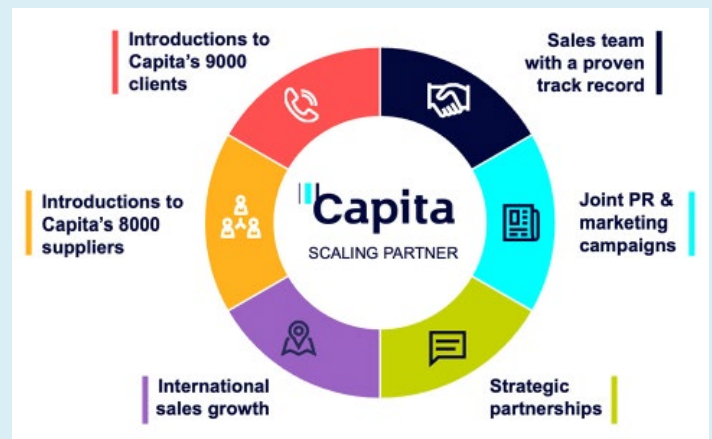 Introductions to
Capita's 9000
clients
Sales team
with a proven
track record
Introductions to
Capita's 8000
suppliers
Capita
SCALING PARTNER
Joint PR &
marketing
campaigns
International
sales growth
Strategic
partnerships